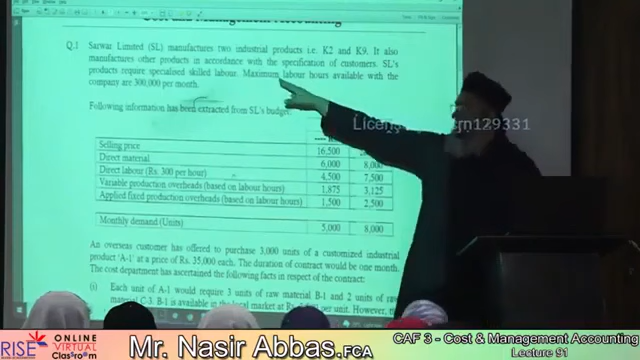 Cost and Management Accounting
Q.1 Sarwar Limited (SL) manufactures two industrial products i.e. K2 and K9. It also
manufactures other products in accordance with the specification of customers. SL's
products require specialised skilled labour. Maximum labour hours available with the
company are 300,000 per month.
Following information has been extracted from SL's budget:
Selling price 16,500
Direct material 6,000 8,000
Direct labour (Rs. 300 per hour) 4,500 7,500
Variable production overheads (based on labour hours) 1,875 3,125
Applied fixed production overheads (based on labour hours) 1,500 2,500
Monthly demand (Units) 5,000 8,000
An overseas customer has offered to purchase 3,000 units of a customized industrial
product 'A-1' at a price of Rs. 35,000 each. The duration of contract would be one month.
The cost department has ascertained the following facts in respect of the contract:
(i) Each unit of A-1 would require 3 units of raw material B-1 and 2 units of raw
material C-3. B-1 is available in the local market at Rs. per unit. However,
129331
RISE ONLINE VIRTUAL Classroom
Mr. Nasir Abbas.FCA
CAF 3 - Cost & Management Accounting
Lecture 91